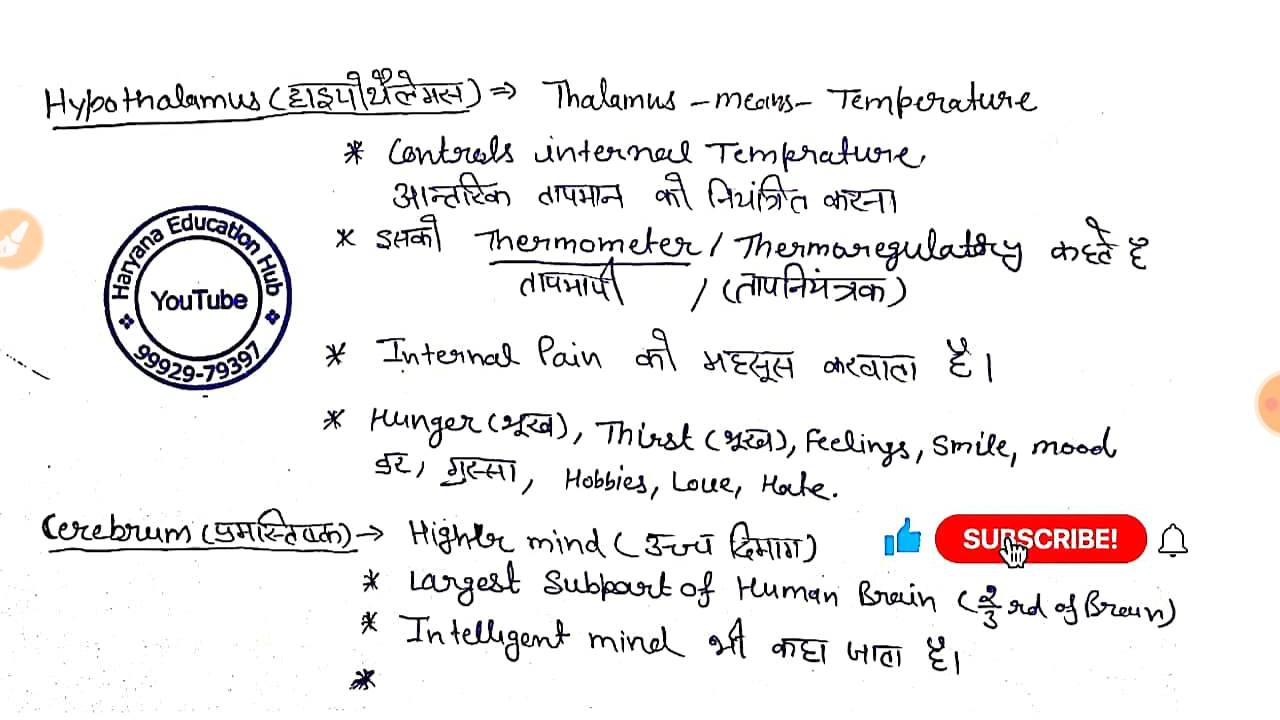 Hypothalamus (हाइपोथैलेमस) ⇒ Thalamus - means - Temperature
* Controls internal Temprature,
आन्तरिक तापमान को नियंत्रित करना
* इसको Thermometer / Thermaregulatory कहते है
तापमापी / (तापनियंत्रक)
Haryana Education Hub
YouTube
99929-79397
* Internal Pain को महसूस करवाता है।
* Hunger (भूख), Thirst (भूख), Feelings, Smile, mood
डर, गुस्सा, Hobbies, Love, Hate.
Cerebrum (प्रमस्तिष्क) → Higher mind (उच्च दिमाग)
SUBSCRIBE!
* Largest Subpart of Human Brain (2/3 rd of Brain)
* Intelligent mind भी कहा जाता है।
*